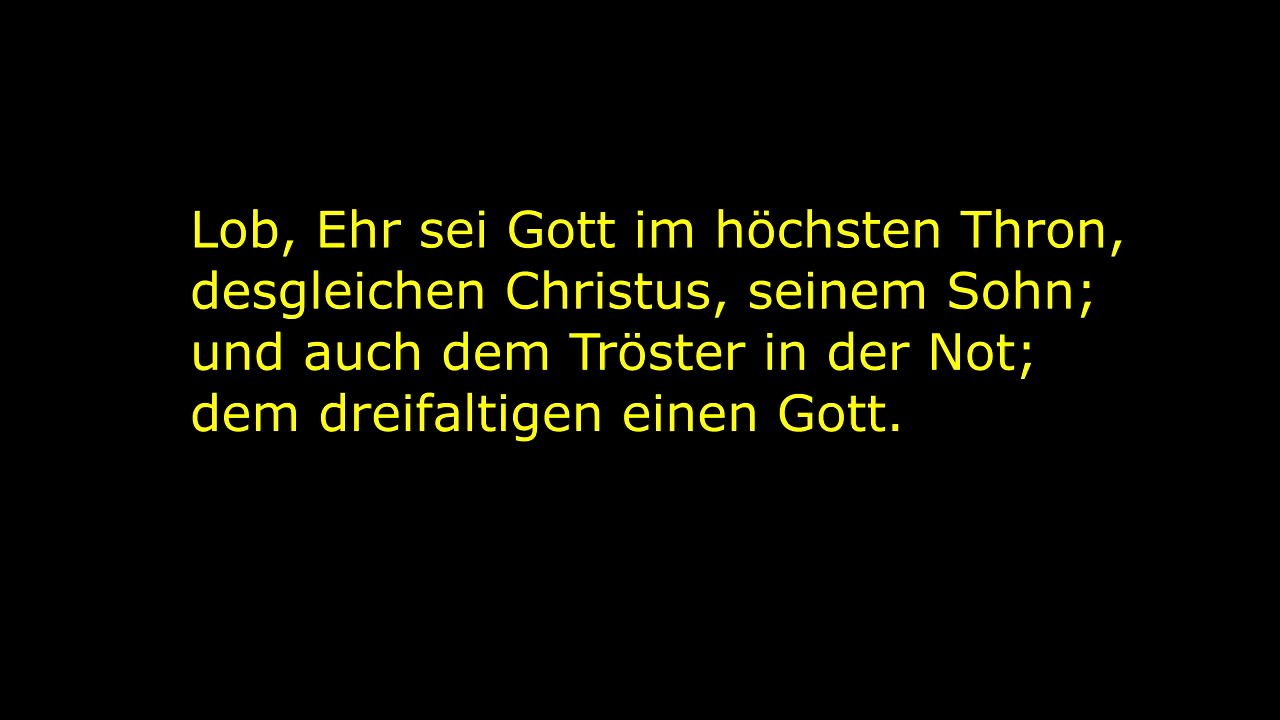 Lob, Ehr sei Gott im höchsten Thron,
desgleichen Christus, seinem Sohn;
und auch dem Tröster in der Not;
dem dreifaltigen einen Gott.